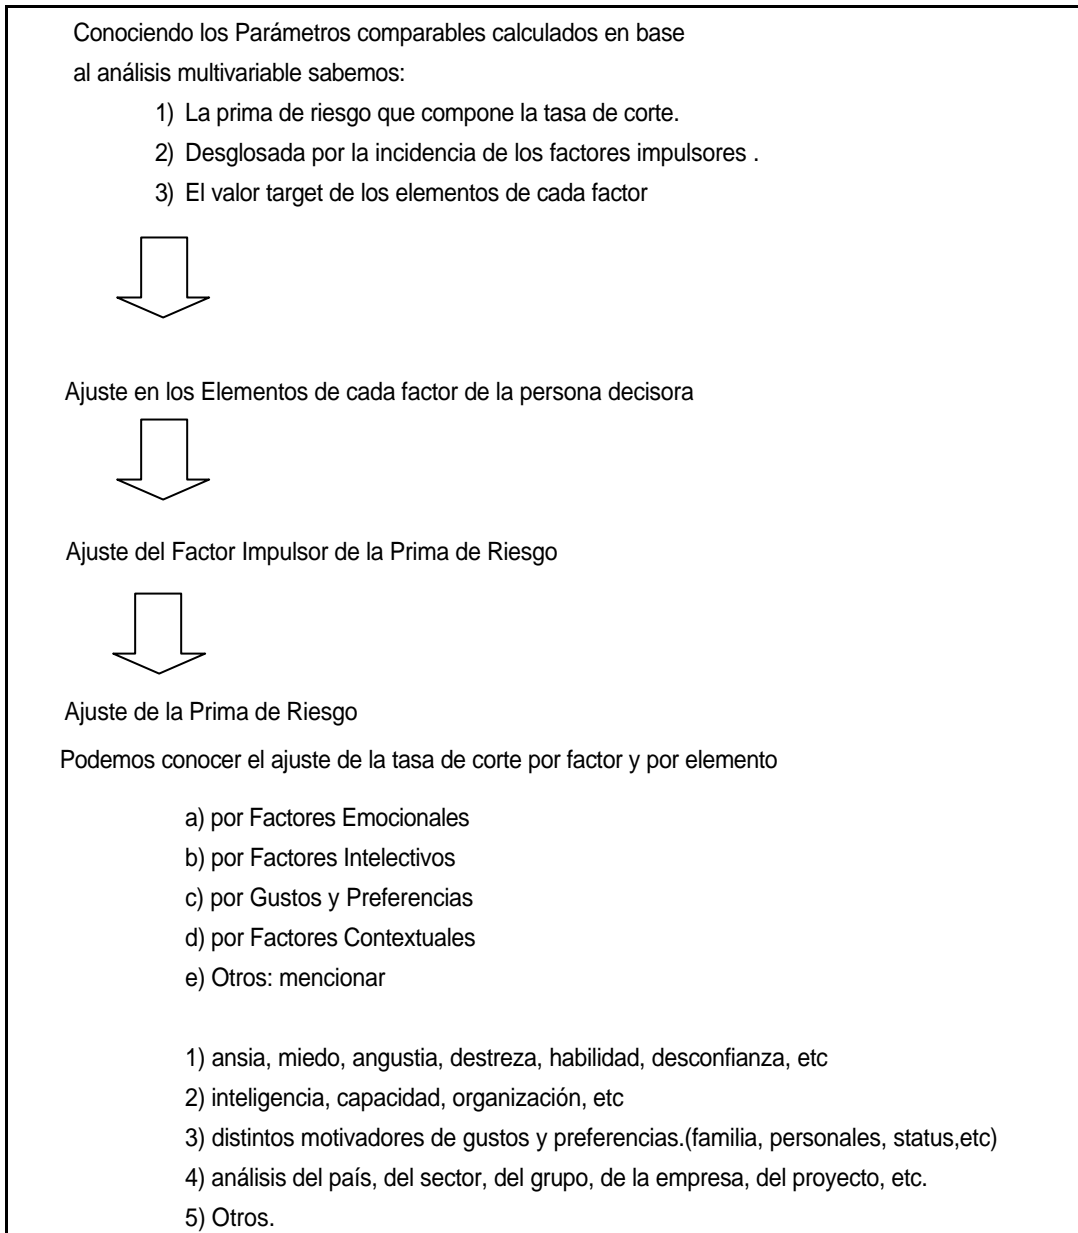 Conociendo los Parámetros comparables calculados en base
al análisis multivariable sabemos:
1) La prima de riesgo que compone la tasa de corte.
2) Desglosada por la incidencia de los factores impulsores .
3) El valor target de los elementos de cada factor
Ajuste en los Elementos de cada factor de la persona decisora
Ajuste del Factor Impulsor de la Prima de Riesgo
Ajuste de la Prima de Riesgo
Podemos conocer el ajuste de la tasa de corte por factor y por elemento
a) por Factores Emocionales
b) por Factores Intelectivos
c) por Gustos y Preferencias
d) por Factores Contextuales
e) Otros: mencionar
1) ansia, miedo, angustia, destreza, habilidad, desconfianza, etc
2) inteligencia, capacidad, organización, etc
3) distintos motivadores de gustos y preferencias.(familia, personales, status,etc)
4) análisis del país, del sector, del grupo, de la empresa, del proyecto, etc.
5) Otros.